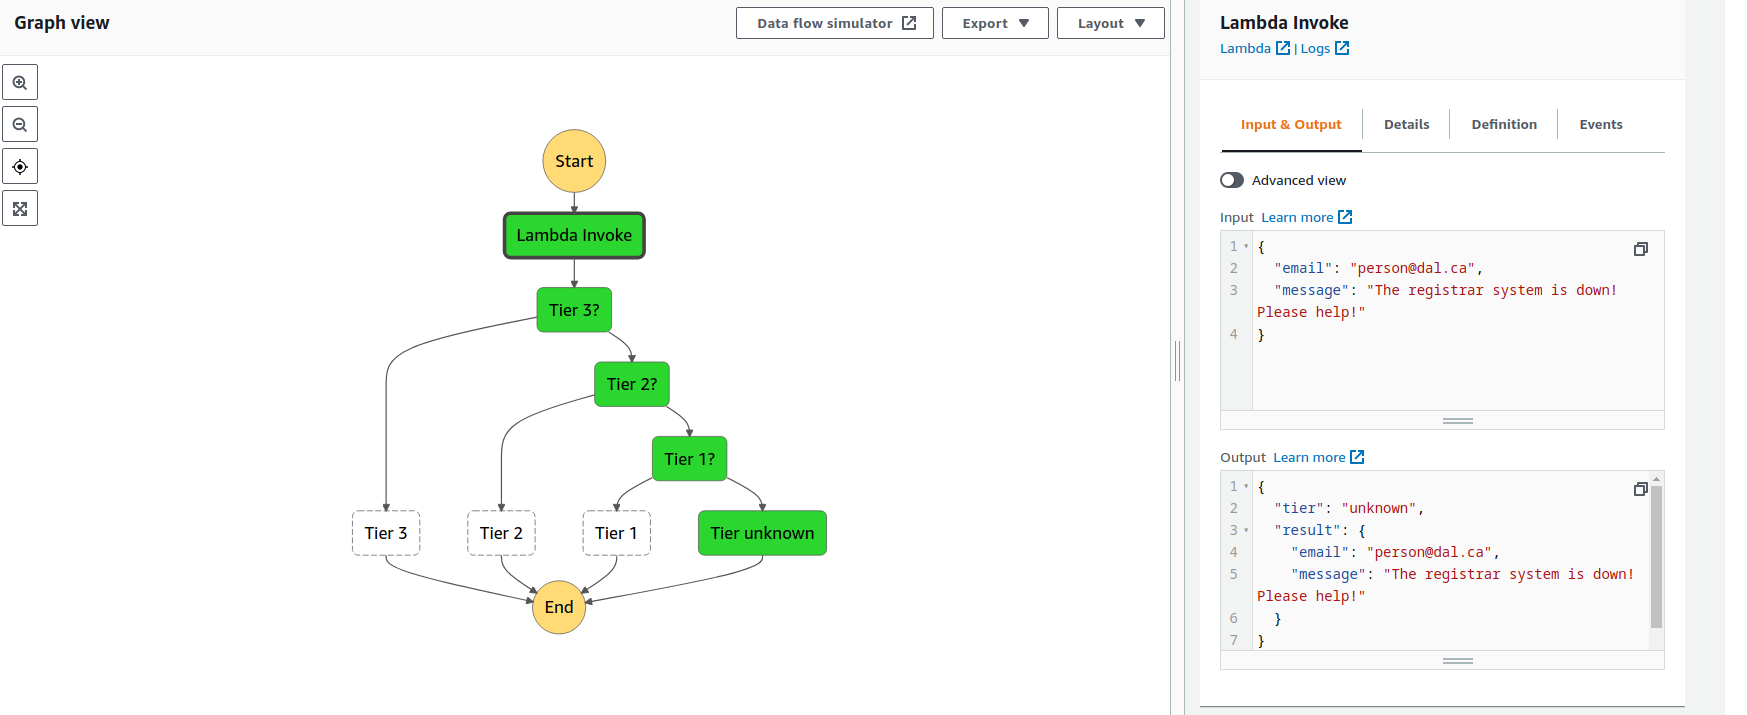 Graph view
Data flow simulator
Export
Layout
Start
Lambda Invoke
Tier 3?
Tier 2?
Tier 1?
Tier 3
Tier 2
Tier 1
Tier unknown
End
Lambda Invoke
Lambda | Logs
Input & Output
Details
Definition
Events
Advanced view
Input Learn more
1 {
2 "email": "person@dal.ca",
3 "message": "The registrar system is down!
Please help!"
4 }
Output Learn more
1 {
2 "tier": "unknown",
3 "result": {
4 "email": "person@dal.ca",
5 "message": "The registrar system is down!
Please help!"
6 }
7 }